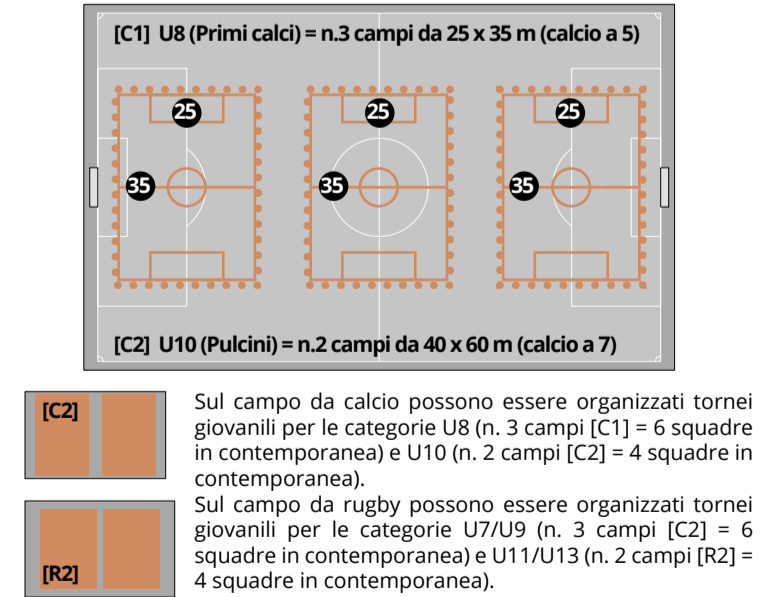 [C1] U8 (Primi calci) = n.3 campi da 25 x 35 m (calcio a 5)
25 25 25
35 35 35
[C2] U10 (Pulcini) = n.2 campi da 40 x 60 m (calcio a 7)
[C2]
Sul campo da calcio possono essere organizzati tornei
giovanili per le categorie U8 (n. 3 campi [C1] = 6 squadre
in contemporanea) e U10 (n. 2 campi [C2] = 4 squadre in
contemporanea).
Sul campo da rugby possono essere organizzati tornei
giovanili per le categorie U7/U9 (n. 3 campi [C2] = 6
squadre in contemporanea) e U11/U13 (n. 2 campi [R2] =
4 squadre in contemporanea).
[R2]